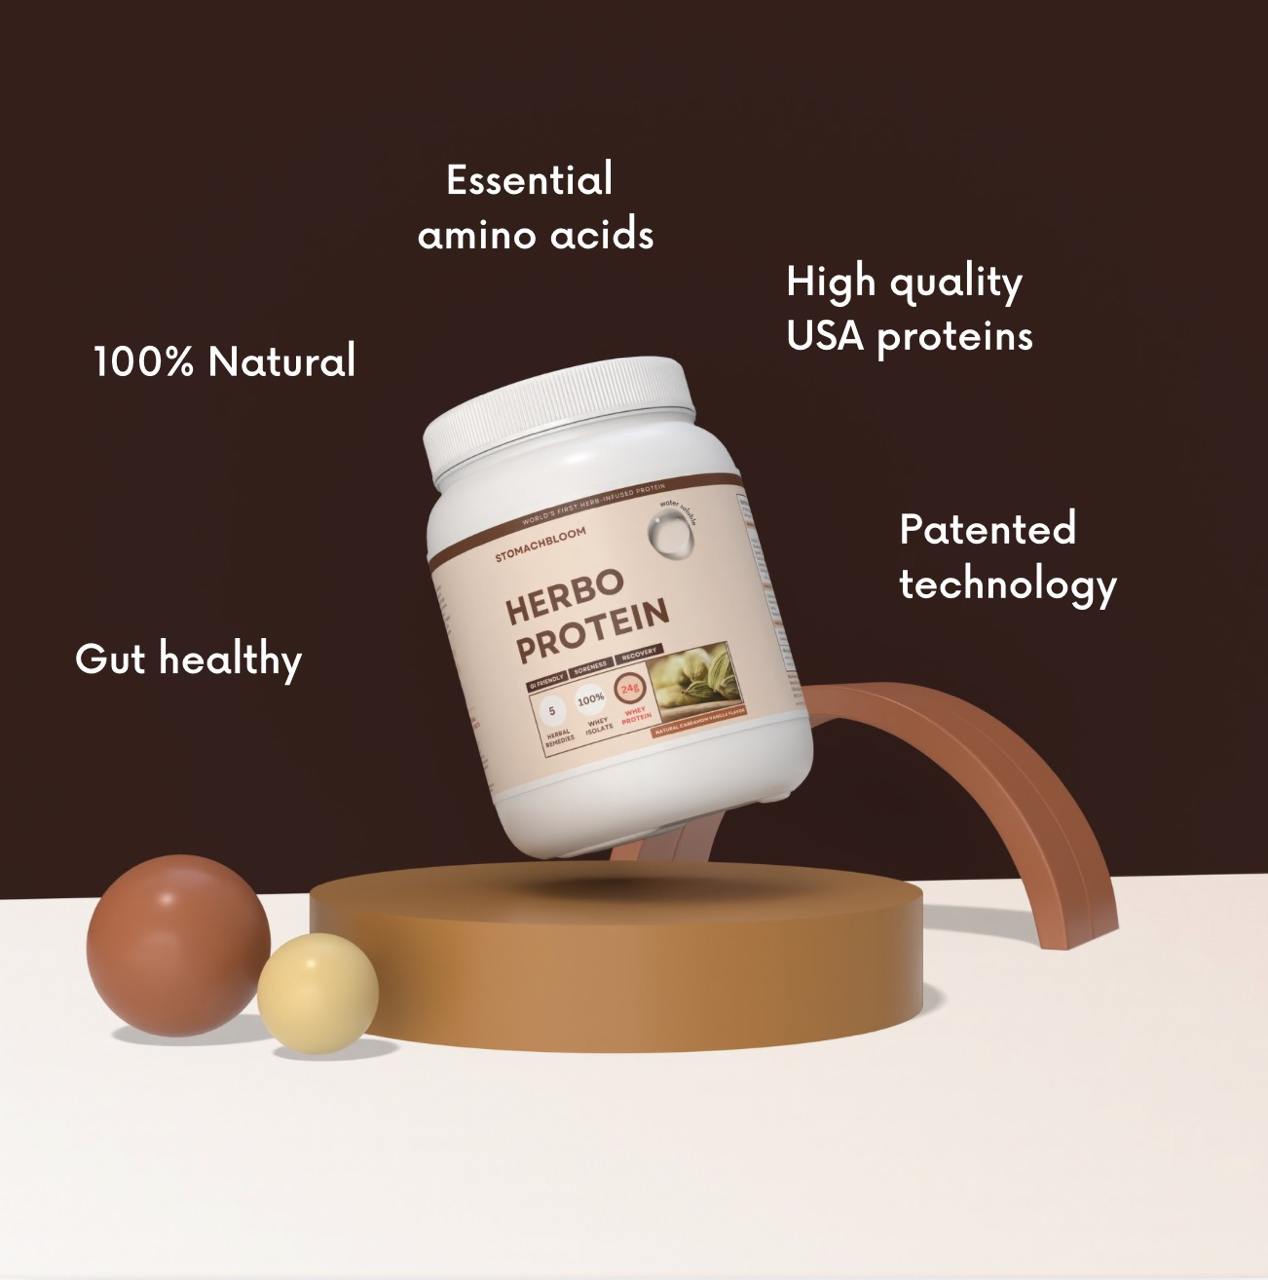 Essential
amino acids
High quality
USA proteins
100% Natural
Patented
technology
Gut healthy
WORLD'S FIRST HERB-INFUSED PROTEIN
STOMACHBLOOM
water soluble
HERBO
PROTEIN
GI FRIENDLY SORENESS RECOVERY
5 100% 24g
HERBAL
REMEDIES
WHEY
ISOLATE
WHEY
PROTEIN
NATURAL CARDAMOM VANILLA FLAVOR